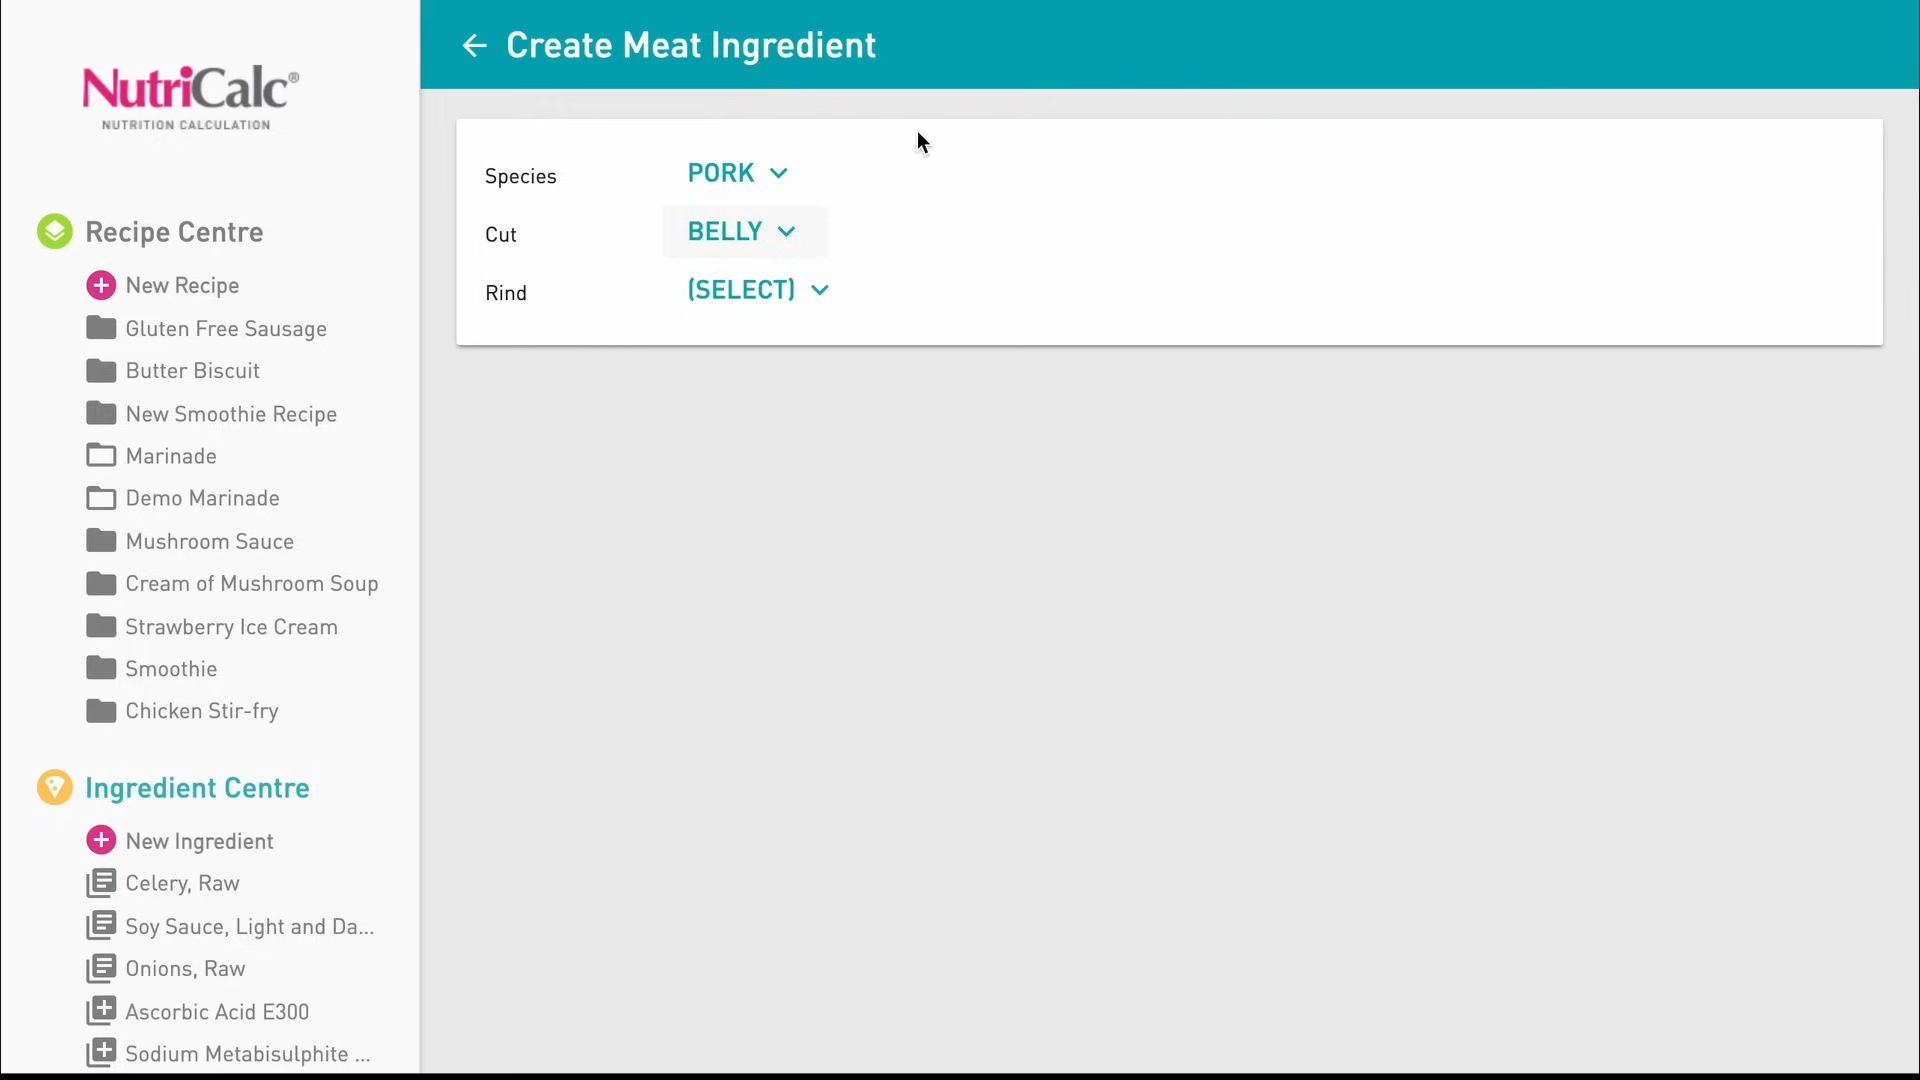 NutriCalc®
NUTRITION CALCULATION
Recipe Centre
New Recipe
Gluten Free Sausage
Butter Biscuit
New Smoothie Recipe
Marinade
Demo Marinade
Mushroom Sauce
Cream of Mushroom Soup
Strawberry Ice Cream
Smoothie
Chicken Stir-fry
Ingredient Centre
New Ingredient
Celery, Raw
Soy Sauce, Light and Da...
Onions, Raw
Ascorbic Acid E300
Sodium Metabisulphite ...
Create Meat Ingredient
Species PORK
Cut BELLY
Rind (SELECT)